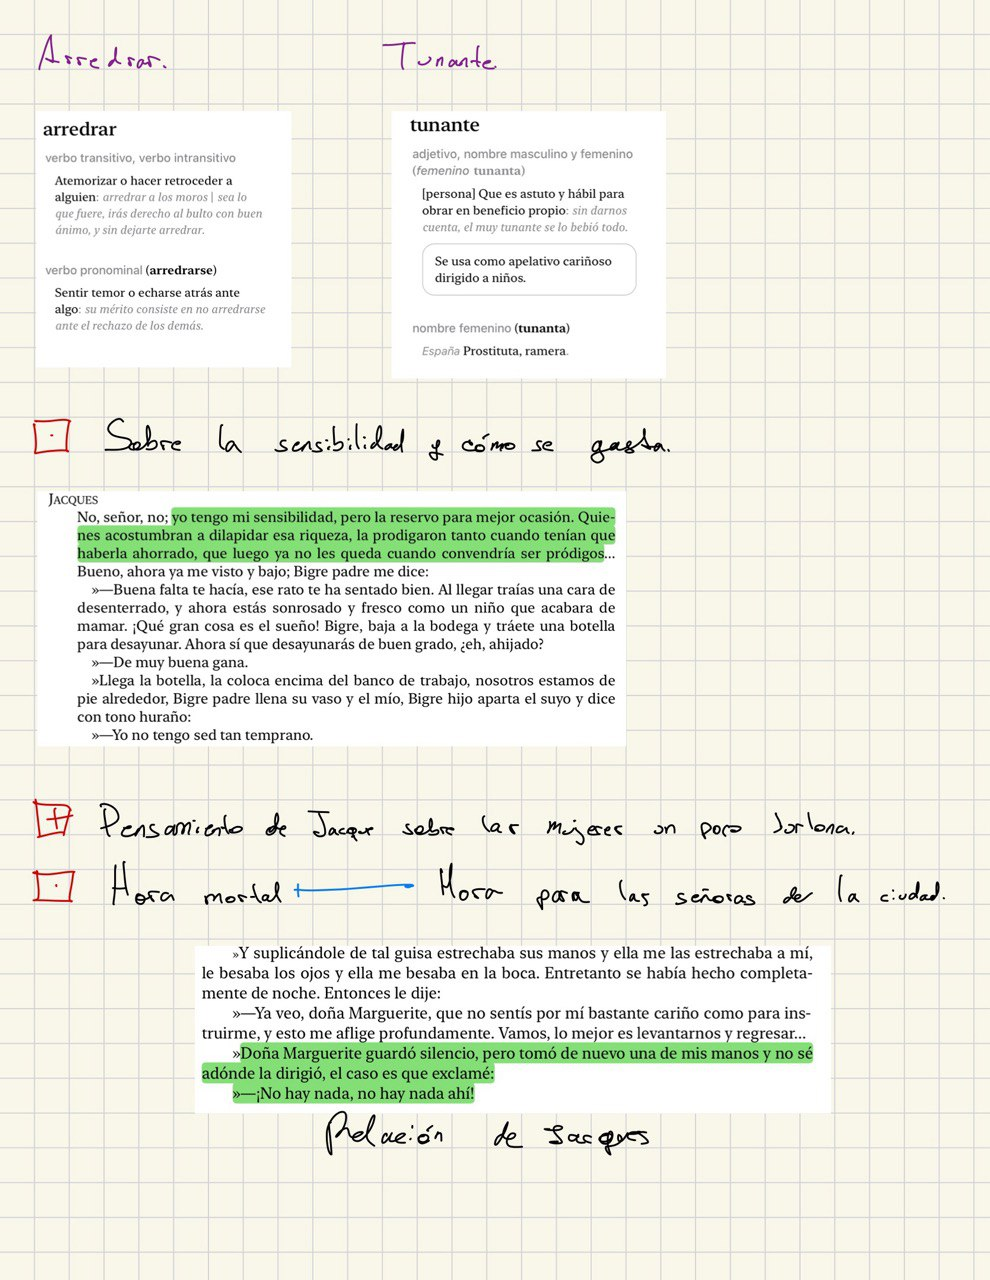 Arredrar.
Tunante
arredrar
verbo transitivo, verbo intransitivo
Atemorizar o hacer retroceder a
alguien: arredrar a los moros | sea lo
que fuere, irás derecho al bulto con buen
ánimo, y sin dejarte arredrar.
verbo pronominal (arredrarse)
Sentir temor o echarse atrás ante
algo: su mérito consiste en no arredrarse
ante el rechazo de los demás.
tunante
adjetivo, nombre masculino y femenino
(femenino tunanta)
[persona] Que es astuto y hábil para
obrar en beneficio propio: sin darnos
cuenta, el muy tunante se lo bebió todo.
Se usa como apelativo cariñoso
dirigido a niños.
nombre femenino (tunanta)
España Prostituta, ramera.
Sobre la sensibilidad y cómo se gasta.
JACQUES
No, señor, no; yo tengo mi sensibilidad, pero la reservo para mejor ocasión. Quie-
nes acostumbran a dilapidar esa riqueza, la prodigaron tanto cuando tenían que
haberla ahorrado, que luego ya no les queda cuando convendría ser pródigos...
Bueno, ahora ya me visto y bajo; Bigre padre me dice:
»—Buena falta te hacía, ese rato te ha sentado bien. Al llegar traías una cara de
desenterrado, y ahora estás sonrosado y fresco como un niño que acabara de
mamar. ¡Qué gran cosa es el sueño! Bigre, baja a la bodega y tráete una botella
para desayunar. Ahora sí que desayunarás de buen grado, ¿eh, ahijado?
»—De muy buena gana.
»Llega la botella, la coloca encima del banco de trabajo, nosotros estamos de
pie alrededor, Bigre padre llena su vaso y el mío, Bigre hijo aparta el suyo y dice
con tono huraño:
»—Yo no tengo sed tan temprano.
Pensamiento de Jacque sobre las mujeres un poco
Hora mortal Hora para las señoras de la ciudad.
»Y suplicándole de tal guisa estrechaba sus manos y ella me las estrechaba a mí,
le besaba los ojos y ella me besaba en la boca. Entretanto se había hecho completa-
mente de noche. Entonces le dije:
»—Ya veo, doña Marguerite, que no sentís por mí bastante cariño como para ins-
truirme, y esto me aflige profundamente. Vamos, lo mejor es levantarnos y regresar...
»Doña Marguerite guardó silencio, pero tomó de nuevo una de mis manos y no sé
adónde la dirigió, el caso es que exclamé:
»—¡No hay nada, no hay nada ahí!
Relación de Jacques